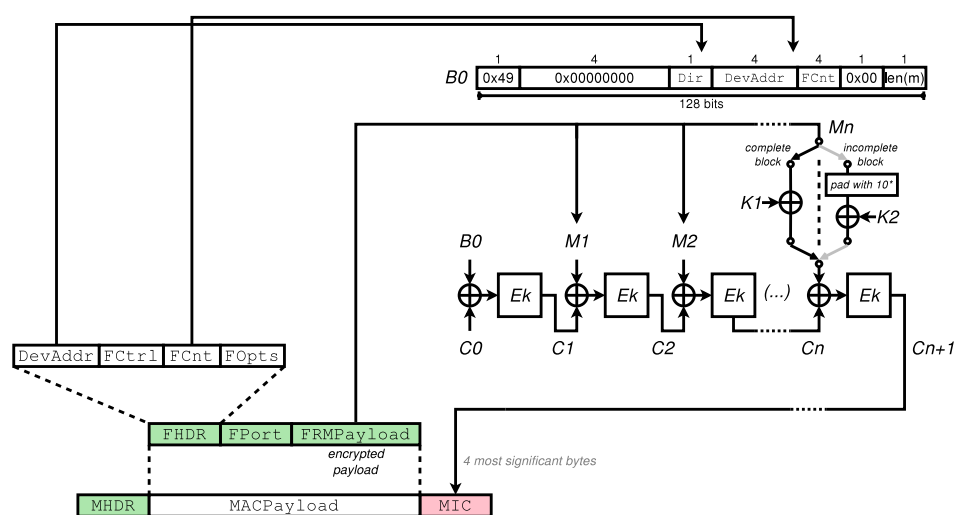 1 4 1 4 4 1 1
B0 0x49 0x00000000 Dir DevAddr FCnt 0x00 len(m)
128 bits
Mn
complete block
incomplete block
pad with 10*
K1
K2
B0 M1 M2
Ek Ek Ek (...) Ek
C0 C1 C2 Cn Cn+1
DevAddr FCtrl FCnt FOpts
FHDR FPort FRMPayload
encrypted
payload
4 most significant bytes
MHDR MACPayload MIC